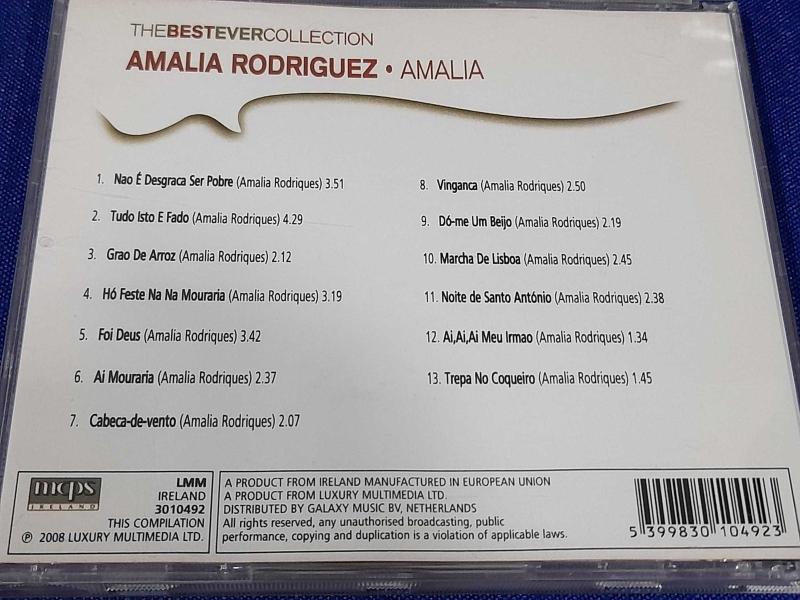 THEBESTEVERCOLLECTION
AMALIA RODRIGUEZ • AMALIA
1. Nao É Desgraca Ser Pobre (Amalia Rodriques) 3.51
2. Tudo Isto E Fado (Amalia Rodriques) 4.29
3. Grao De Arroz (Amalia Rodriques) 2.12
4. Hó Feste Na Na Mouraria (Amalia Rodriques) 3.19
5. Foi Deus (Amalia Rodriques) 3.42
6. Ai Mouraria (Amalia Rodriques) 2.37
7. Cabeca-de-vento (Amalia Rodriques) 2.07
8. Vinganca (Amalia Rodriques) 2.50
9. Dó-me Um Beijo (Amalia Rodriques) 2.19
10. Marcha De Lisboa (Amalia Rodriques) 2.45
11. Noite de Santo António (Amalia Rodriques) 2.38
12. Ai,Ai,Ai Meu Irmao (Amalia Rodriques) 1.34
13. Trepa No Coqueiro (Amalia Rodriques) 1.45
mcps
IRELAND
LMM
IRELAND
3010492
THIS COMPILATION
℗ 2008 LUXURY MULTIMEDIA LTD.
A PRODUCT FROM IRELAND MANUFACTURED IN EUROPEAN UNION
A PRODUCT FROM LUXURY MULTIMEDIA LTD.
DISTRIBUTED BY GALAXY MUSIC BV, NETHERLANDS
All rights reserved, any unauthorised broadcasting, public
performance, copying and duplication is a violation of applicable laws.
5 399830 104923